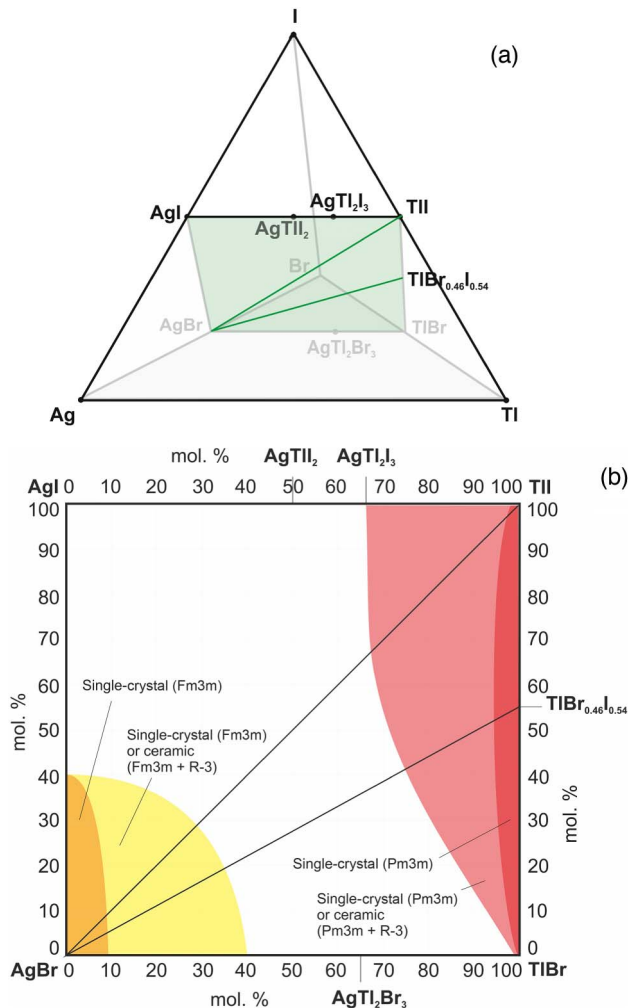 I
(a)
AgI
AgTl₂I₃
TlI
AgTlI₂
Br
TlBr₀.₄₆I₀.₅₄
AgBr
TlBr
AgTl₂Br₃
Ag
Tl
mol. %
AgTlI₂
AgTl₂I₃
(b)
AgI
0 10 20 30 40 50 60 70 80 90 100
TlI
100
90
80
70
60
50
40
30
20
10
0
mol. %
100
90
80
70
60
50
40
30
20
10
0
mol. %
Single-crystal (Fm3m)
Single-crystal (Fm3m)
or ceramic
(Fm3m + R-3)
TlBr₀.₄₆I₀.₅₄
Single-crystal (Pm3m)
Single-crystal (Pm3m)
or ceramic
(Pm3m + R-3)
AgBr
0 10 20 30 40 50 60 70 80 90 100
TlBr
mol. %
AgTl₂Br₃